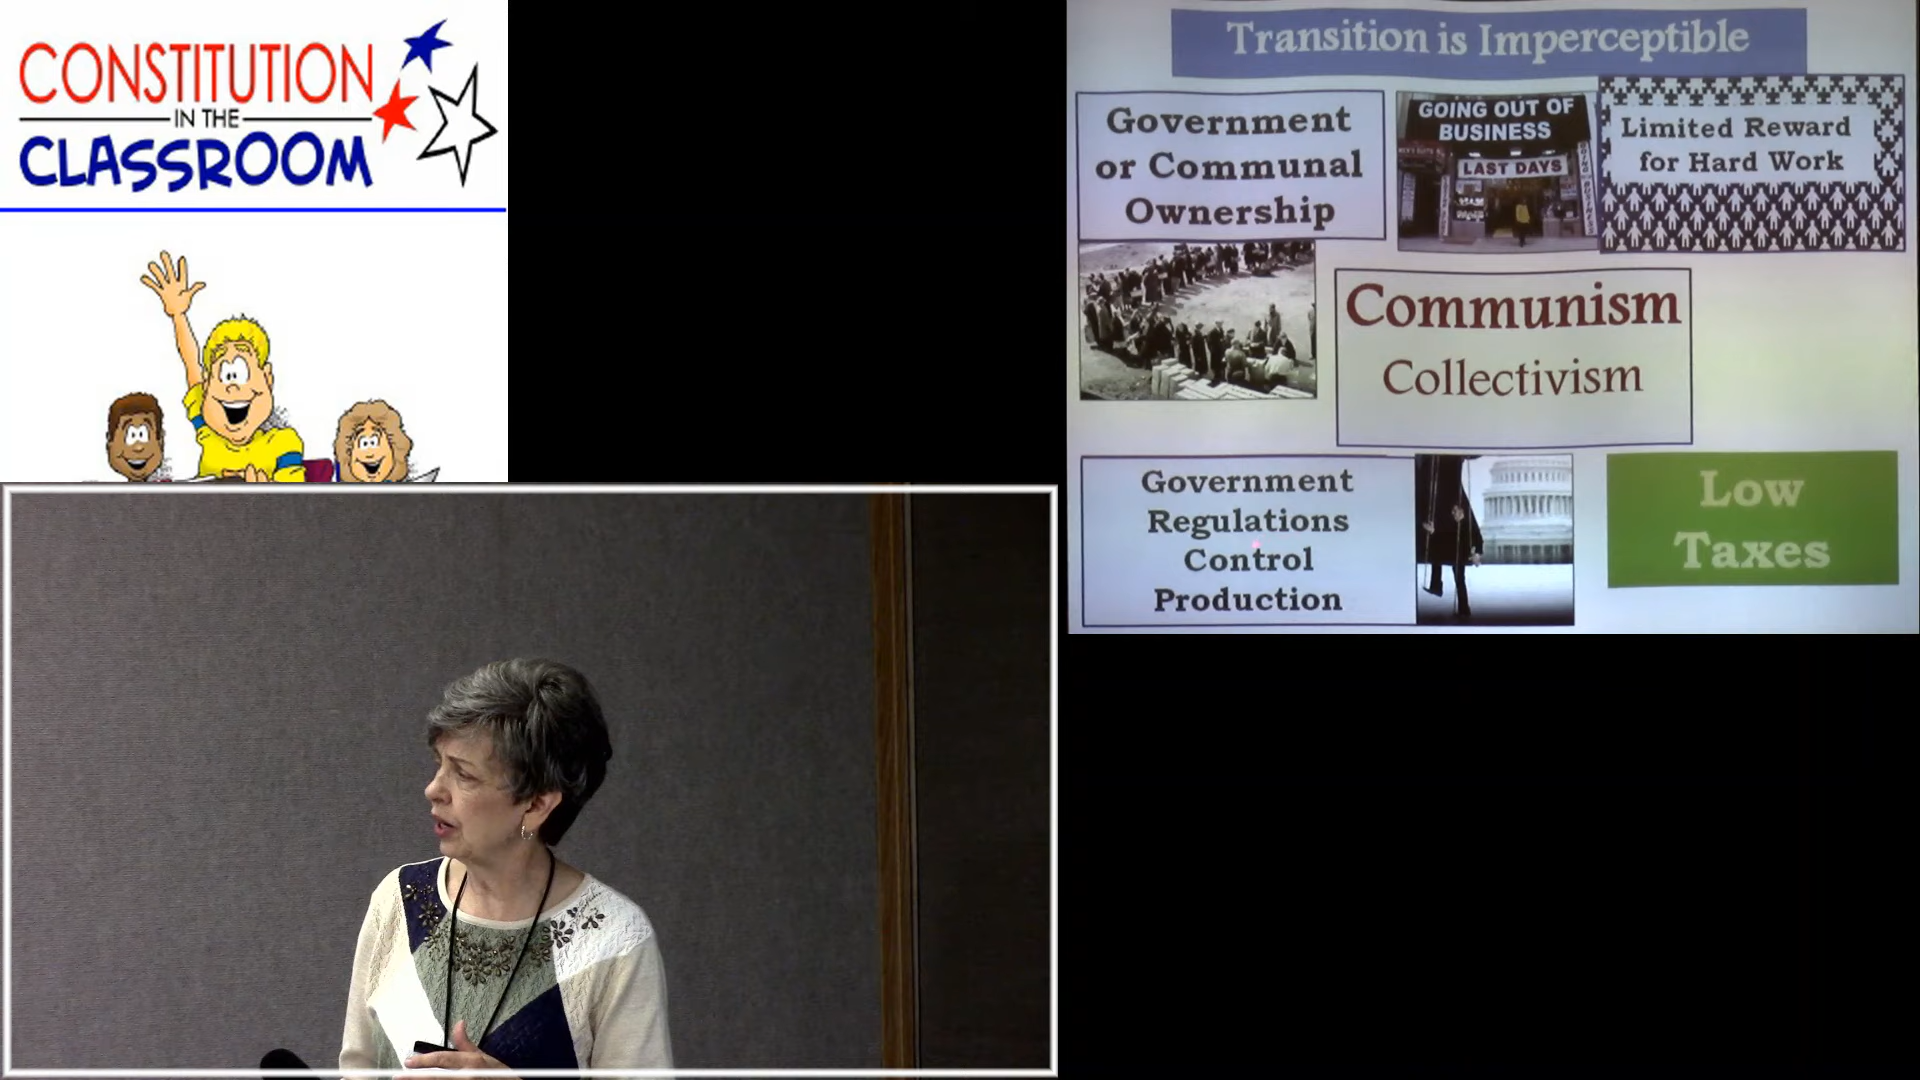 CONSTITUTION
IN THE
CLASSROOM
Transition is Imperceptible
Government
or Communal
Ownership
GOING OUT OF
BUSINESS
LAST DAYS
Limited Reward
for Hard Work
Communism
Collectivism
Government
Regulations
Control
Production
Low
Taxes